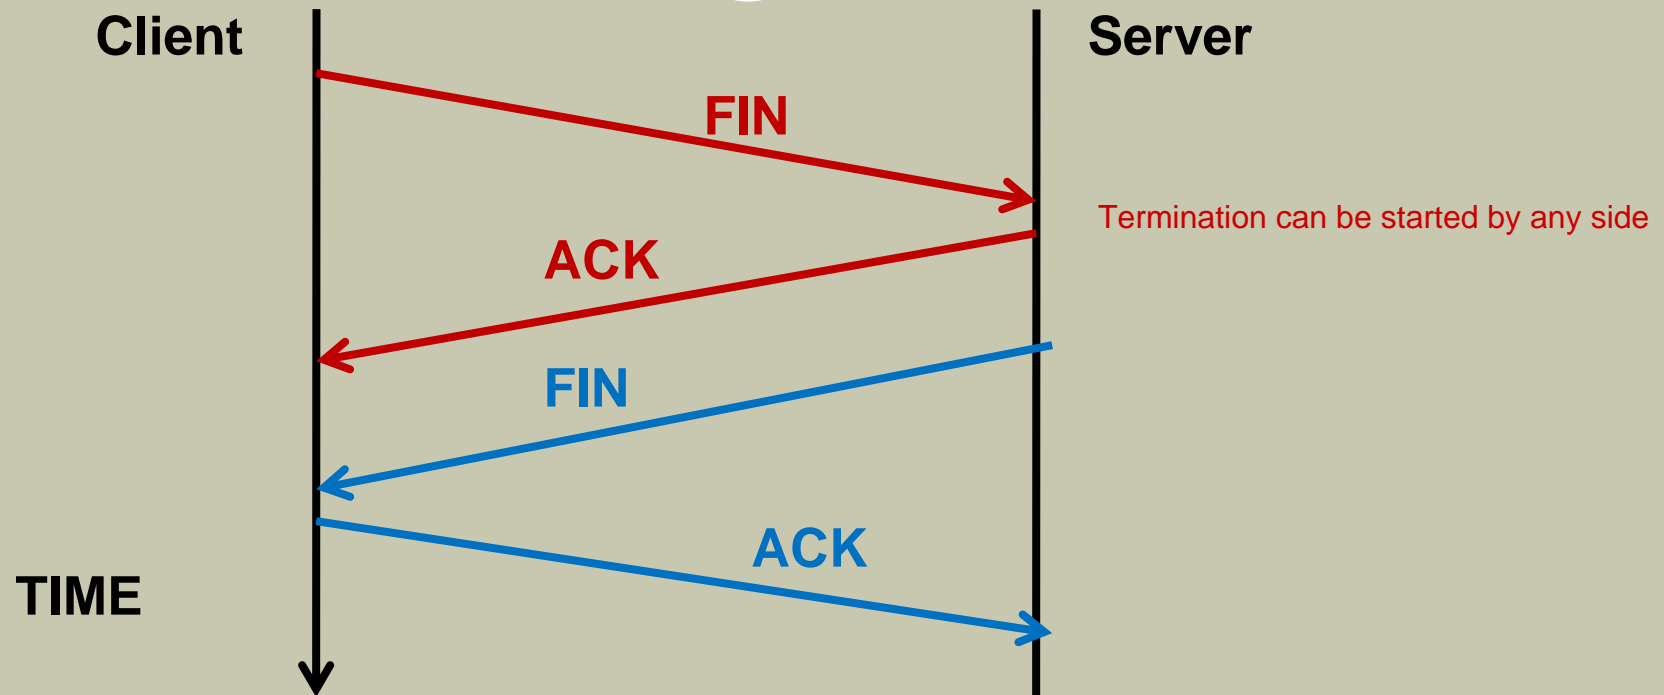 Client
Server
FIN
Termination can be started by any side
ACK
FIN
ACK
TIME